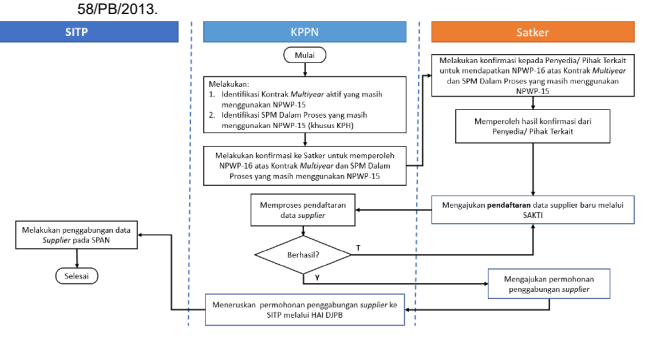 58/PB/2013.
SITP
KPPN
Satker
Mulai
Melakukan:
1. Identifikasi Kontrak Multiyear aktif yang masih
menggunakan NPWP-15
2. Identifikasi SPM Dalam Proses yang masih
menggunakan NPWP-15 (khusus KPH)
Melakukan konfirmasi ke Satker untuk memperoleh
NPWP-16 atas Kontrak Multiyear dan SPM Dalam
Proses yang masih menggunakan NPWP-15
Melakukan konfirmasi kepada Penyedia/ Pihak Terkait
untuk mendapatkan NPWP-16 atas Kontrak Multiyear
dan SPM Dalam Proses yang masih menggunakan
NPWP-15
Memperoleh hasil konfirmasi dari
Penyedia/ Pihak Terkait
Mengajukan pendaftaran data supplier baru melalui
SAKTI
Memproses pendaftaran
data supplier
Berhasil?
T
Y
Mengajukan permohonan
penggabungan supplier
Meneruskan permohonan penggabungan supplier ke
SITP melalui HAI DJPB
Melakukan penggabungan data
Supplier pada SPAN
Selesai